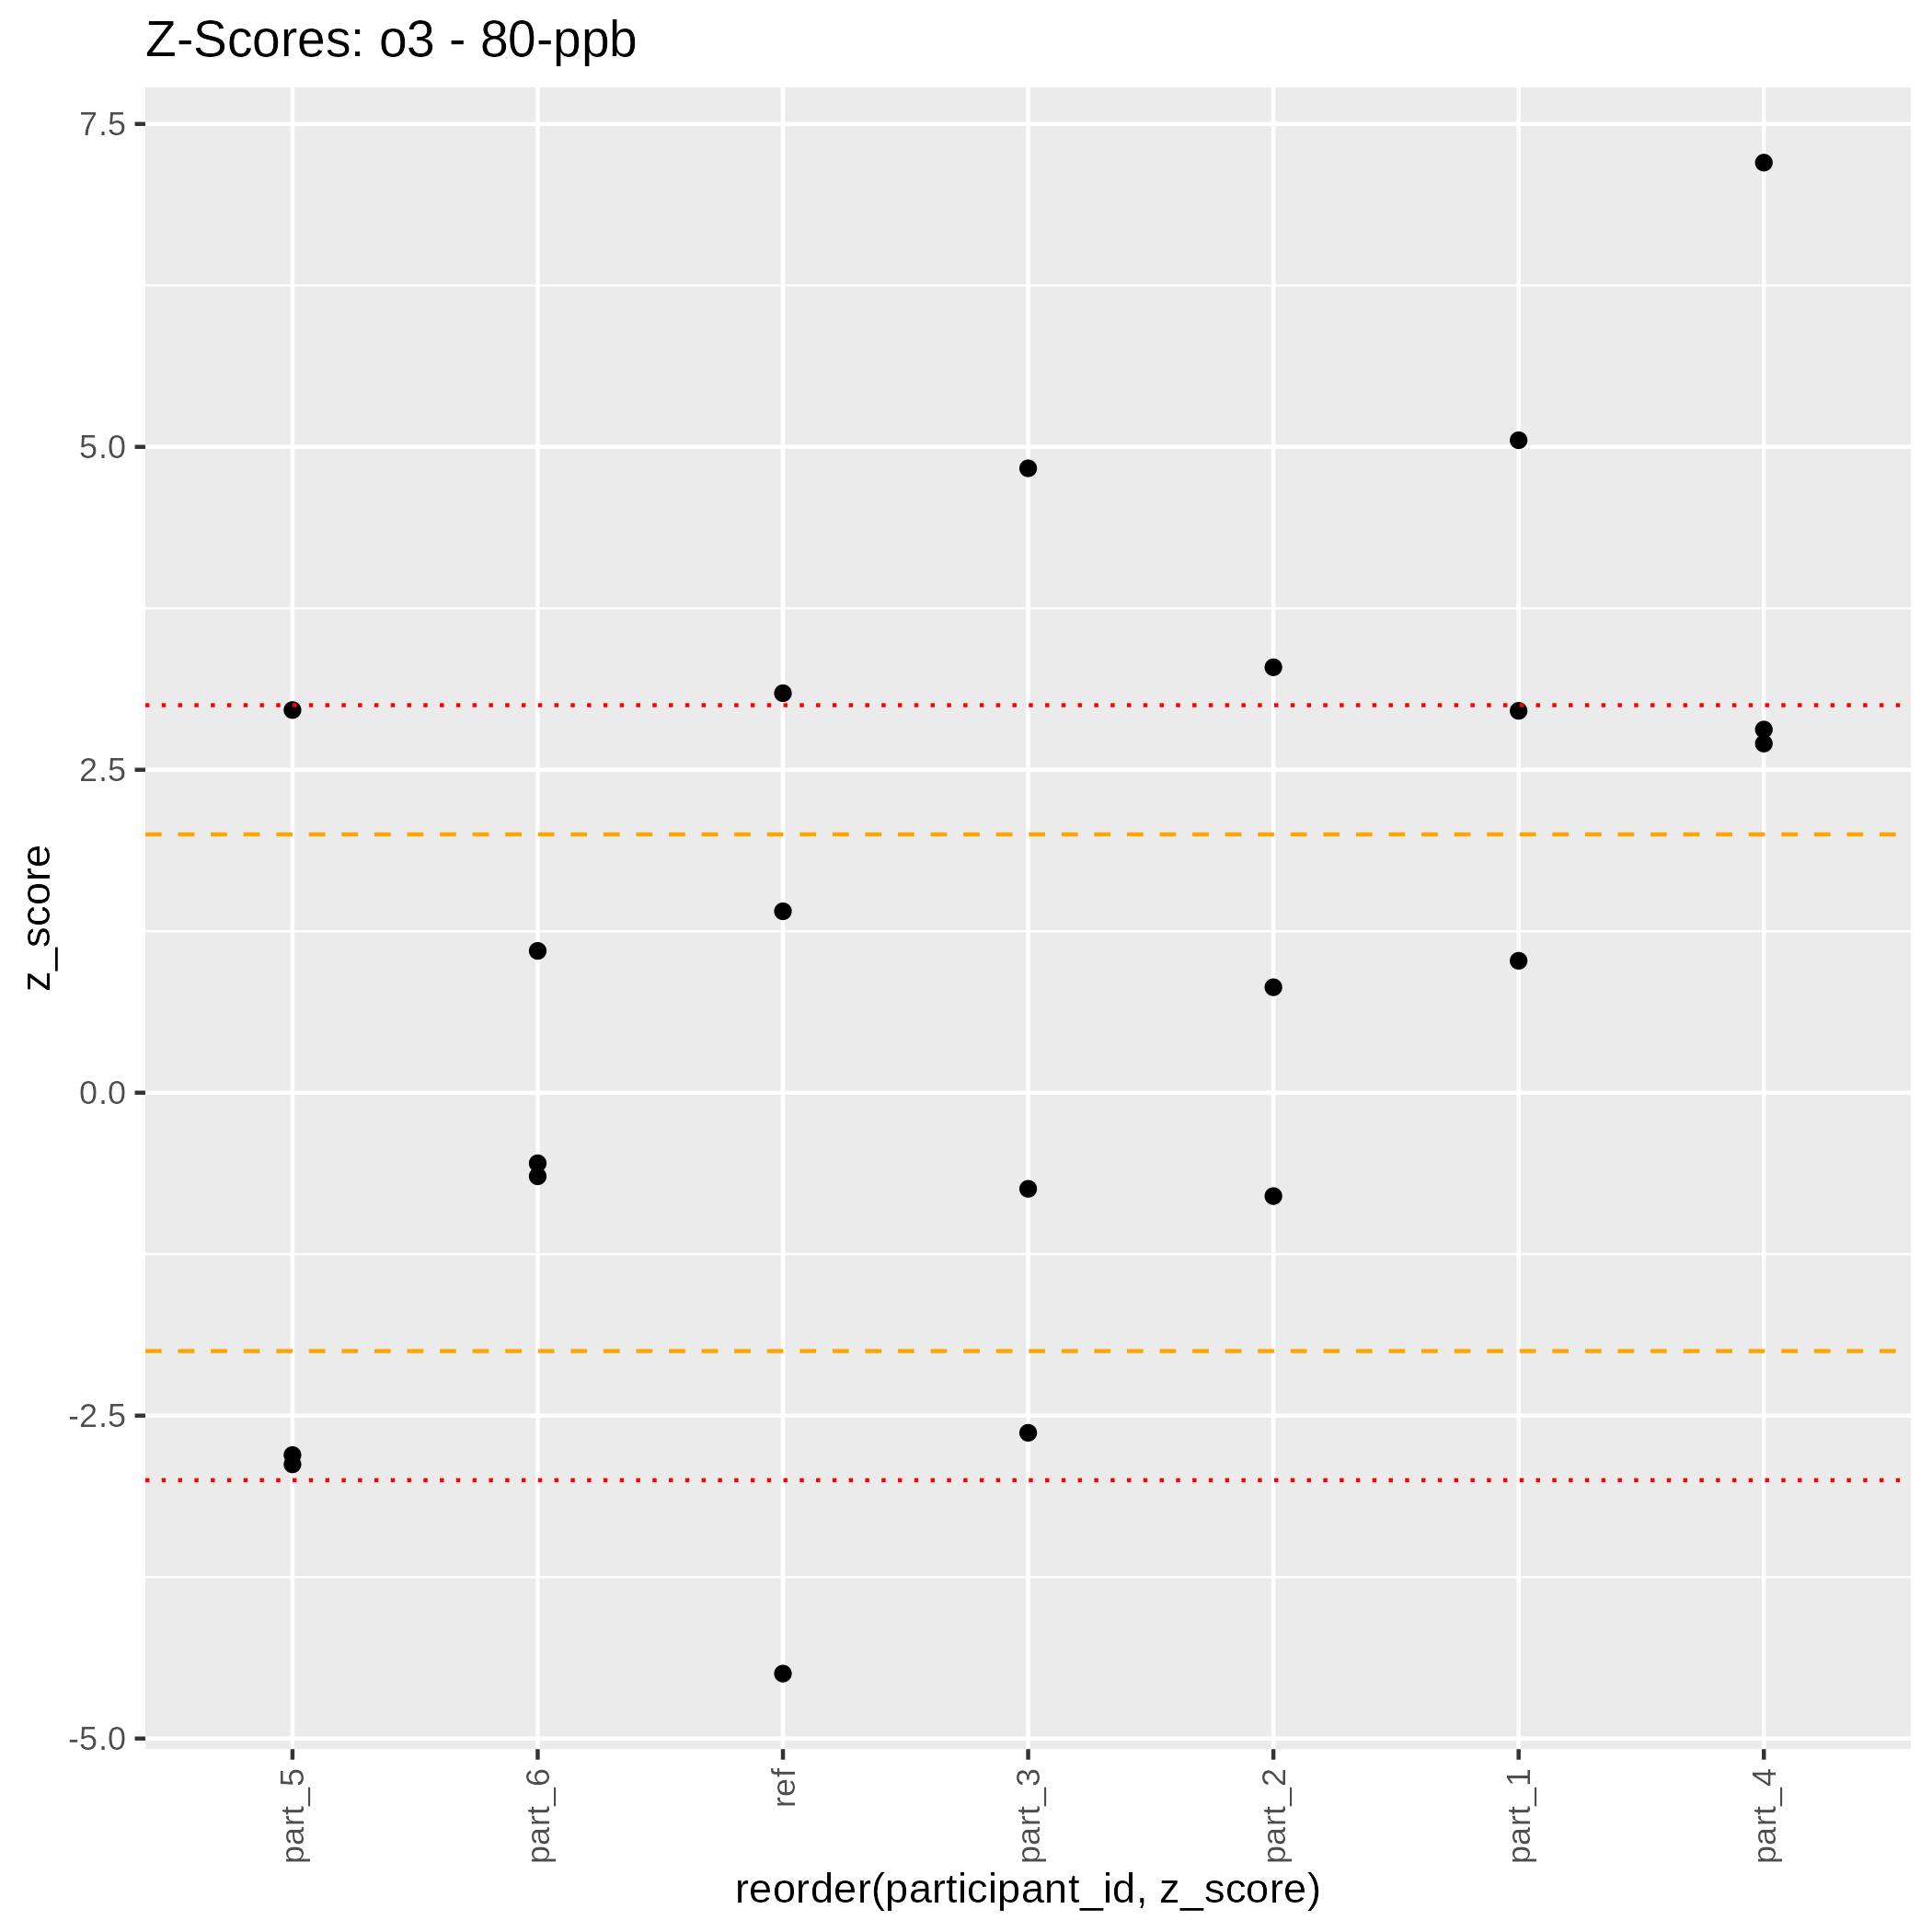 Z-Scores: o3 - 80-ppb
7.5
5.0
2.5
0.0
-2.5
-5.0
z_score
part_5
part_6
ref
part_3
part_2
part_1
part_4
reorder(participant_id, z_score)